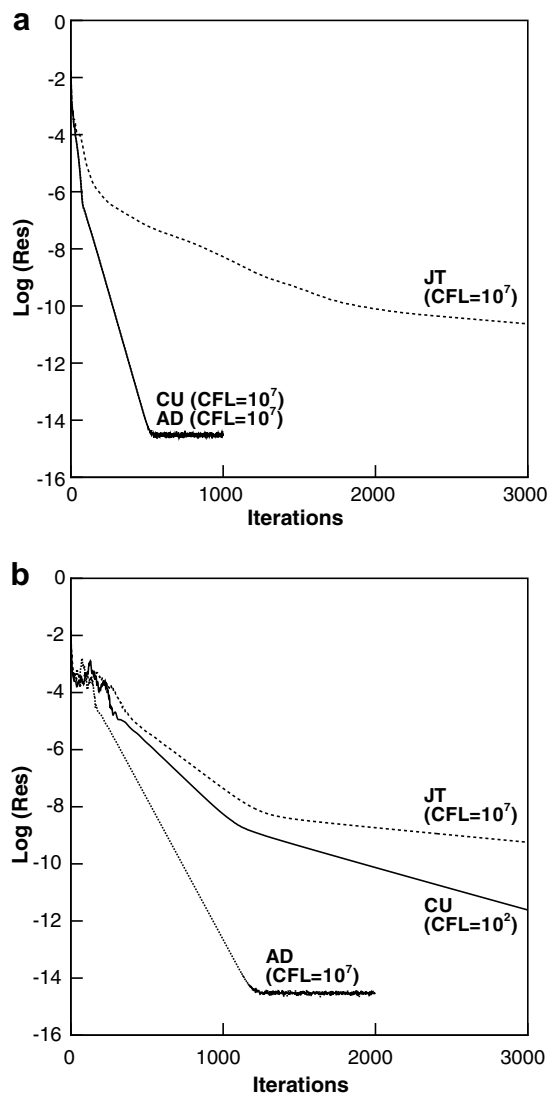 a
0
-2
-4
-6
-8
-10
-12
-14
-16
Log (Res)
JT
(CFL=10⁷)
CU (CFL=10⁷)
AD (CFL=10⁷)
0 1000 2000 3000
Iterations
b
0
-2
-4
-6
-8
-10
-12
-14
-16
Log (Res)
JT
(CFL=10⁷)
CU
(CFL=10²)
AD
(CFL=10⁷)
0 1000 2000 3000
Iterations